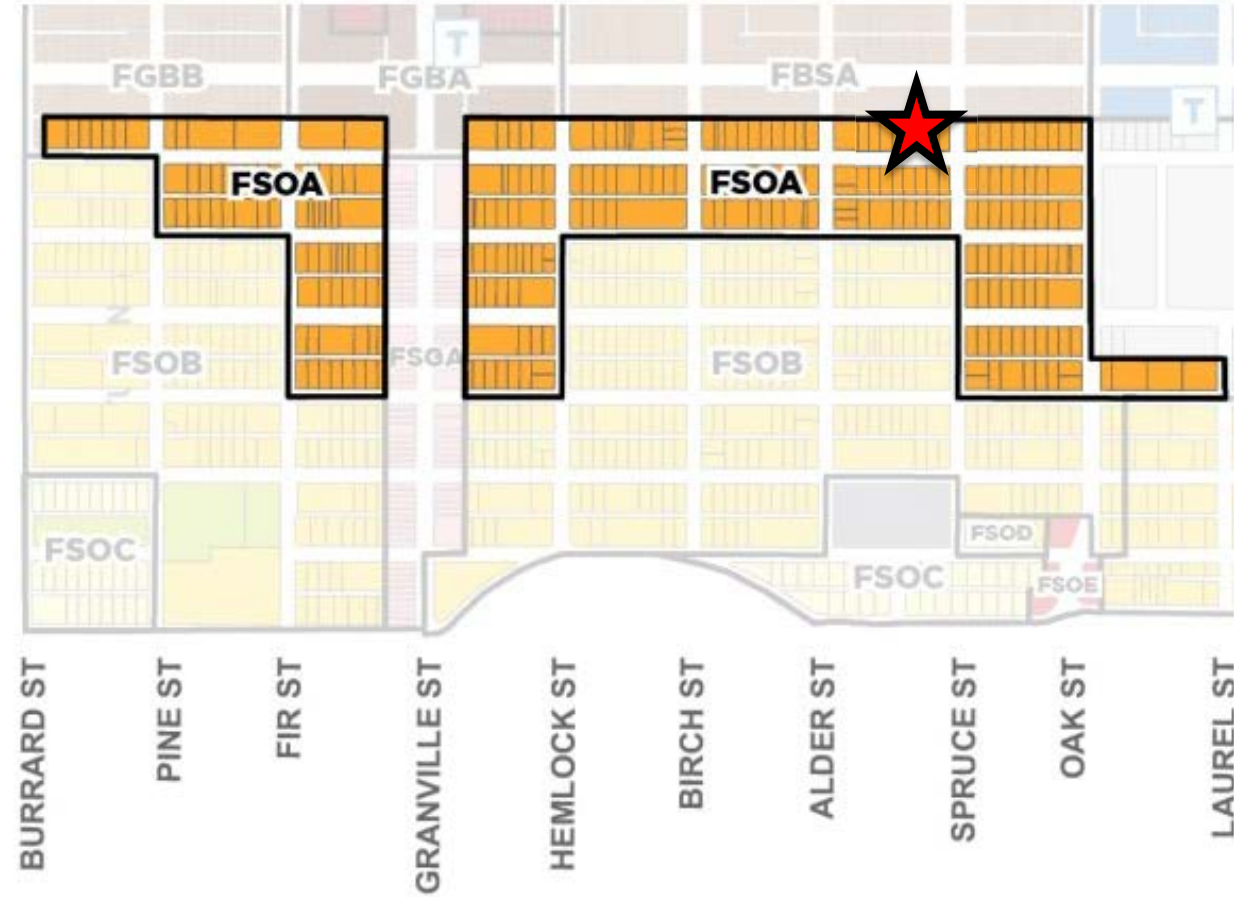 FGBB
FGBA
T
FBSA
T
FSOA
FSOA
FSOB
FSGA
FSOB
FSOC
FSOC
FSOD
FSOE
BURRARD ST
PINE ST
FIR ST
GRANVILLE ST
HEMLOCK ST
BIRCH ST
ALDER ST
SPRUCE ST
OAK ST
LAUREL ST